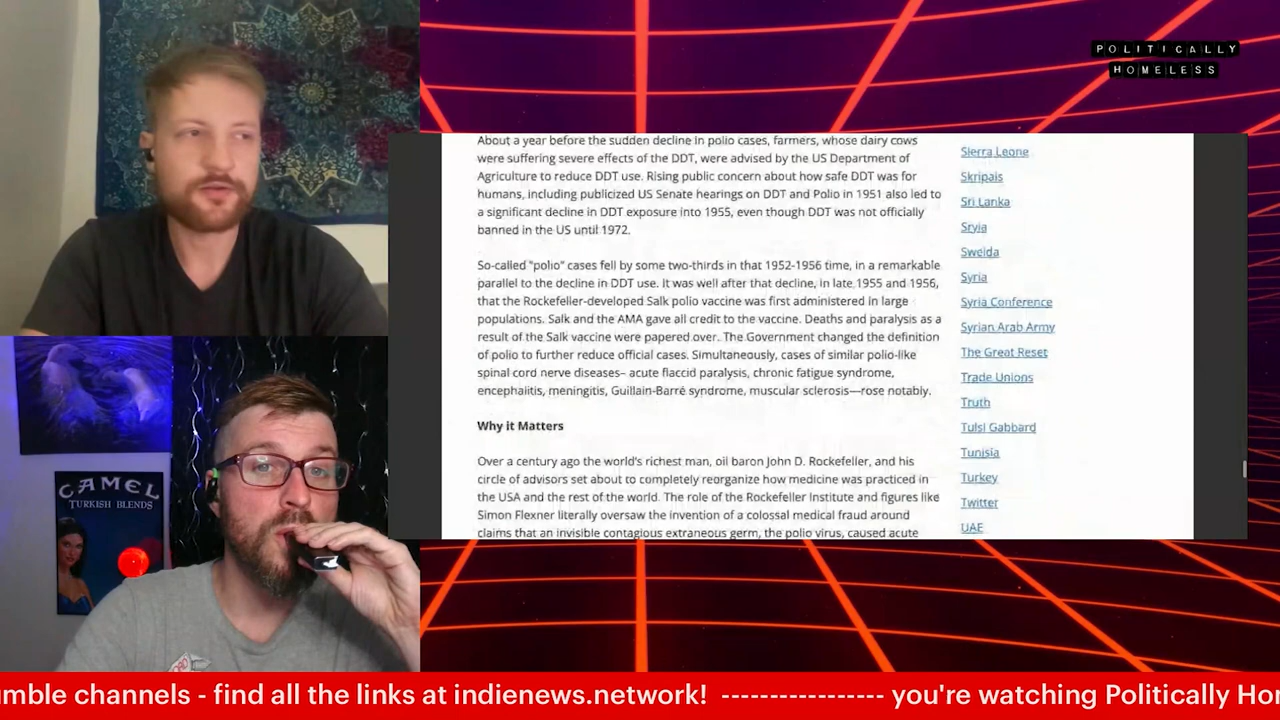 POLITICALLY
HOMELESS
About a year before the sudden decline in polio cases, farmers, whose dairy cows
were suffering severe effects of the DDT, were advised by the US Department of
Agriculture to reduce DDT use. Rising public concern about how safe DDT was for
humans, including publicized US Senate hearings on DDT and Polio in 1951 also led to
a significant decline in DDT exposure into 1955, even though DDT was not officially
banned in the US until 1972.
So-called "polio" cases fell by some two-thirds in that 1952-1956 time, in a remarkable
parallel to the decline in DDT use. It was well after that decline, in late 1955 and 1956,
that the Rockefeller-developed Salk polio vaccine was first administered in large
populations. Salk and the AMA gave all credit to the vaccine. Deaths and paralysis as a
result of the Salk vaccine were papered over. The Government changed the definition
of polio to further reduce official cases. Simultaneously, cases of similar polio-like
spinal cord nerve diseases– acute flaccid paralysis, chronic fatigue syndrome,
encephalitis, meningitis, Guillain-Barré syndrome, muscular sclerosis—rose notably.
Why it Matters
Over a century ago the world's richest man, oil baron John D. Rockefeller, and his
circle of advisors set about to completely reorganize how medicine was practiced in
the USA and the rest of the world. The role of the Rockefeller Institute and figures like
Simon Flexner literally oversaw the invention of a colossal medical fraud around
claims that an invisible contagious extraneous germ, the polio virus, caused acute
Sierra Leone
Skripals
Sri Lanka
Sryia
Sweida
Syria
Syria Conference
Syrian Arab Army
The Great Reset
Trade Unions
Truth
Tulsi Gabbard
Tunisia
Turkey
Twitter
UAE
CAMEL
TURKISH BLENDS
umble channels - find all the links at indienews.network! ----------------- you're watching Politically Hor